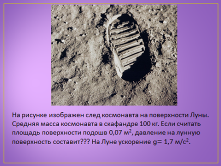 На рисунке изображен след космонавта на поверхности Луны.
Средняя масса космонавта в скафандре 100 кг. Если считать
площадь поверхности подошв 0,07 м², давление на лунную
поверхность составит??? На Луне ускорение g= 1,7 м/с².